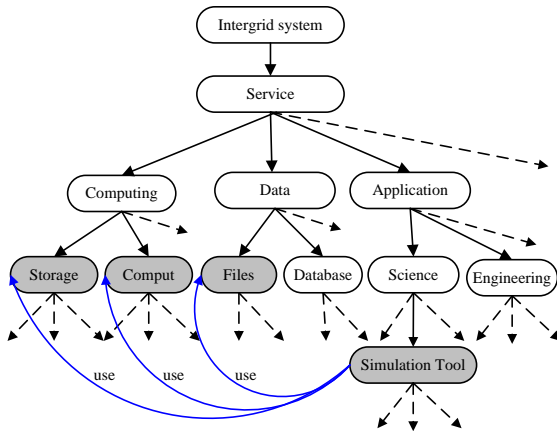 Intergrid system
Service
Computing
Data
Application
Storage
Comput
Files
Database
Science
Engineering
Simulation Tool
use
use
use